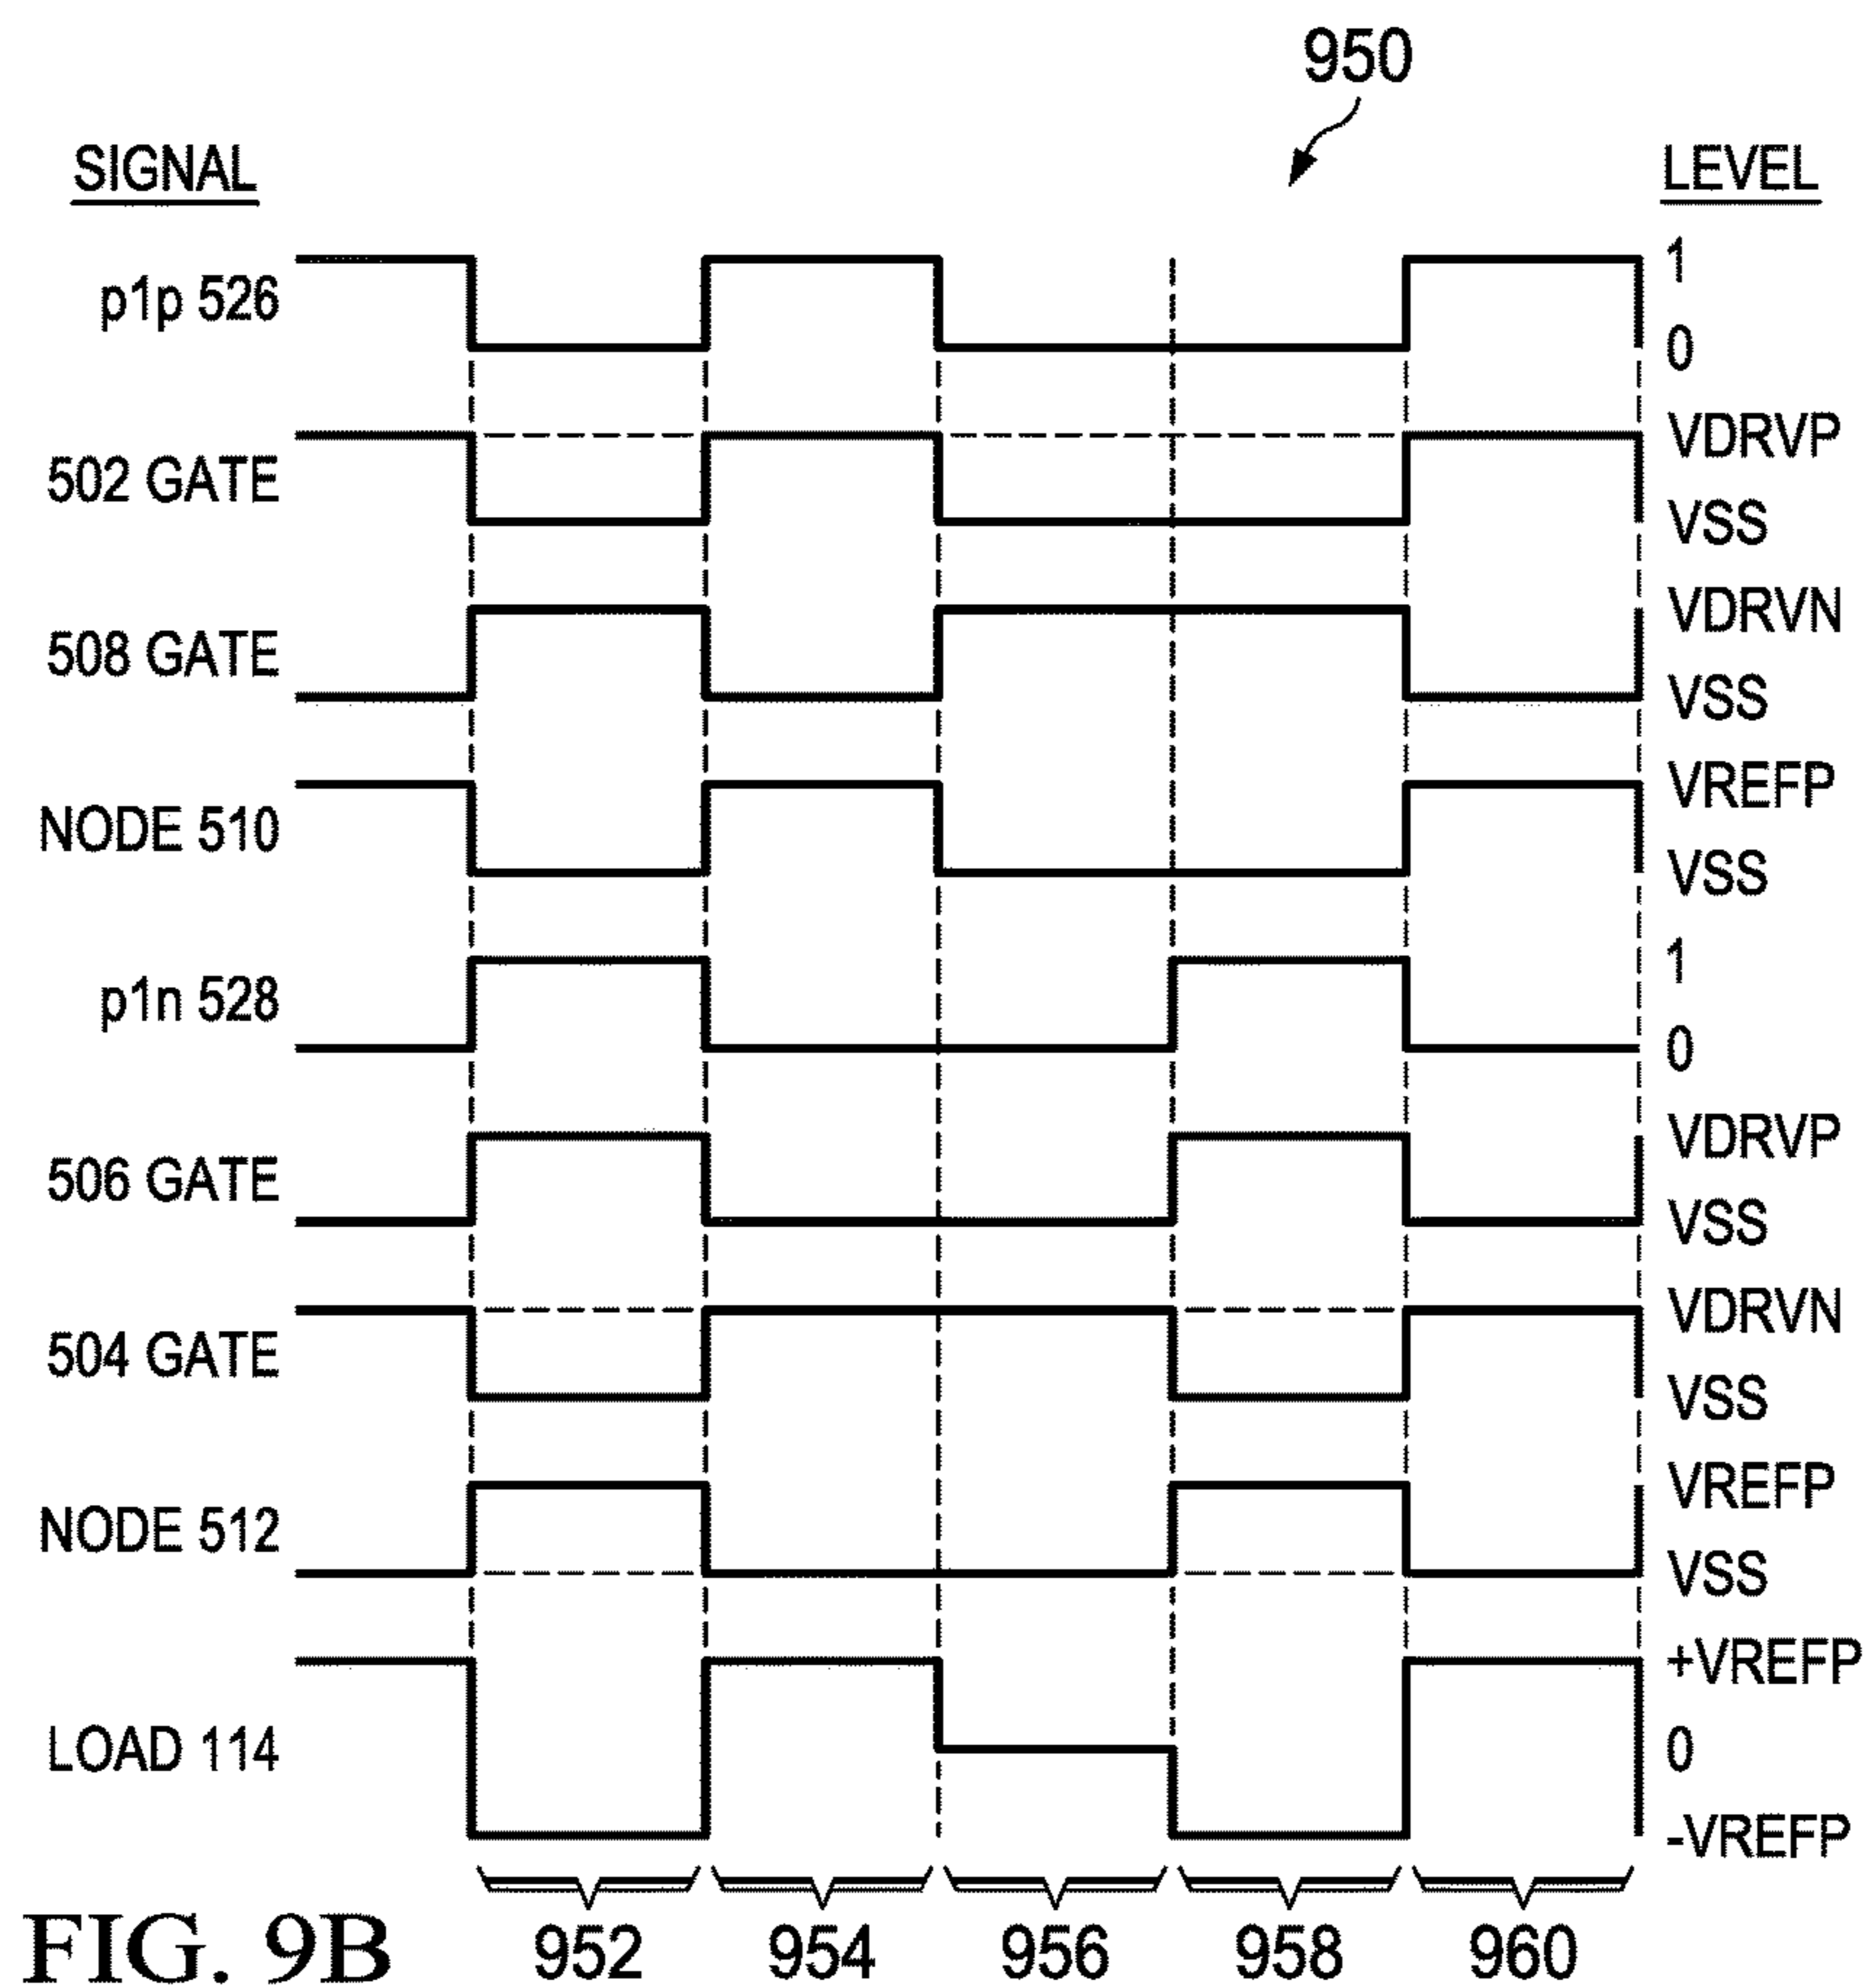 950
SIGNAL LEVEL
p1p 526 1
0
502 GATE VDRVP
VSS
508 GATE VDRVN
VSS
NODE 510 VREFP
VSS
p1n 528 1
0
506 GATE VDRVP
VSS
504 GATE VDRVN
VSS
NODE 512 VREFP
VSS
LOAD 114 +VREFP
0
-VREFP
FIG. 9B 952 954 956 958 960